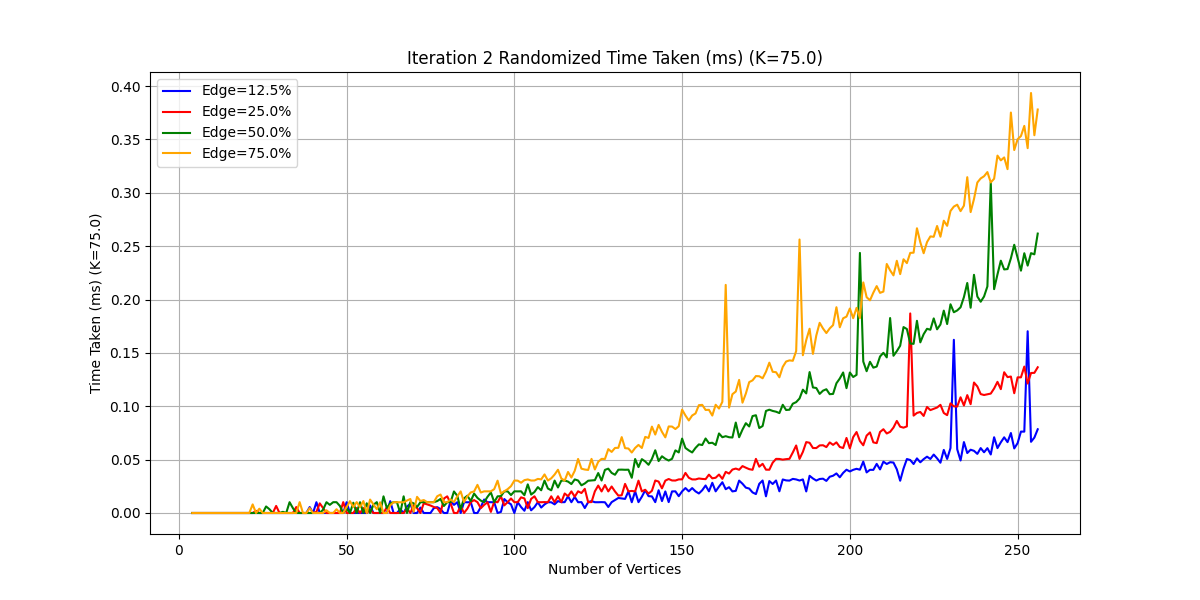 Iteration 2 Randomized Time Taken (ms) (K=75.0)
Edge=12.5%
Edge=25.0%
Edge=50.0%
Edge=75.0%
Time Taken (ms) (K=75.0)
0.40
0.35
0.30
0.25
0.20
0.15
0.10
0.05
0.00
0 50 100 150 200 250
Number of Vertices